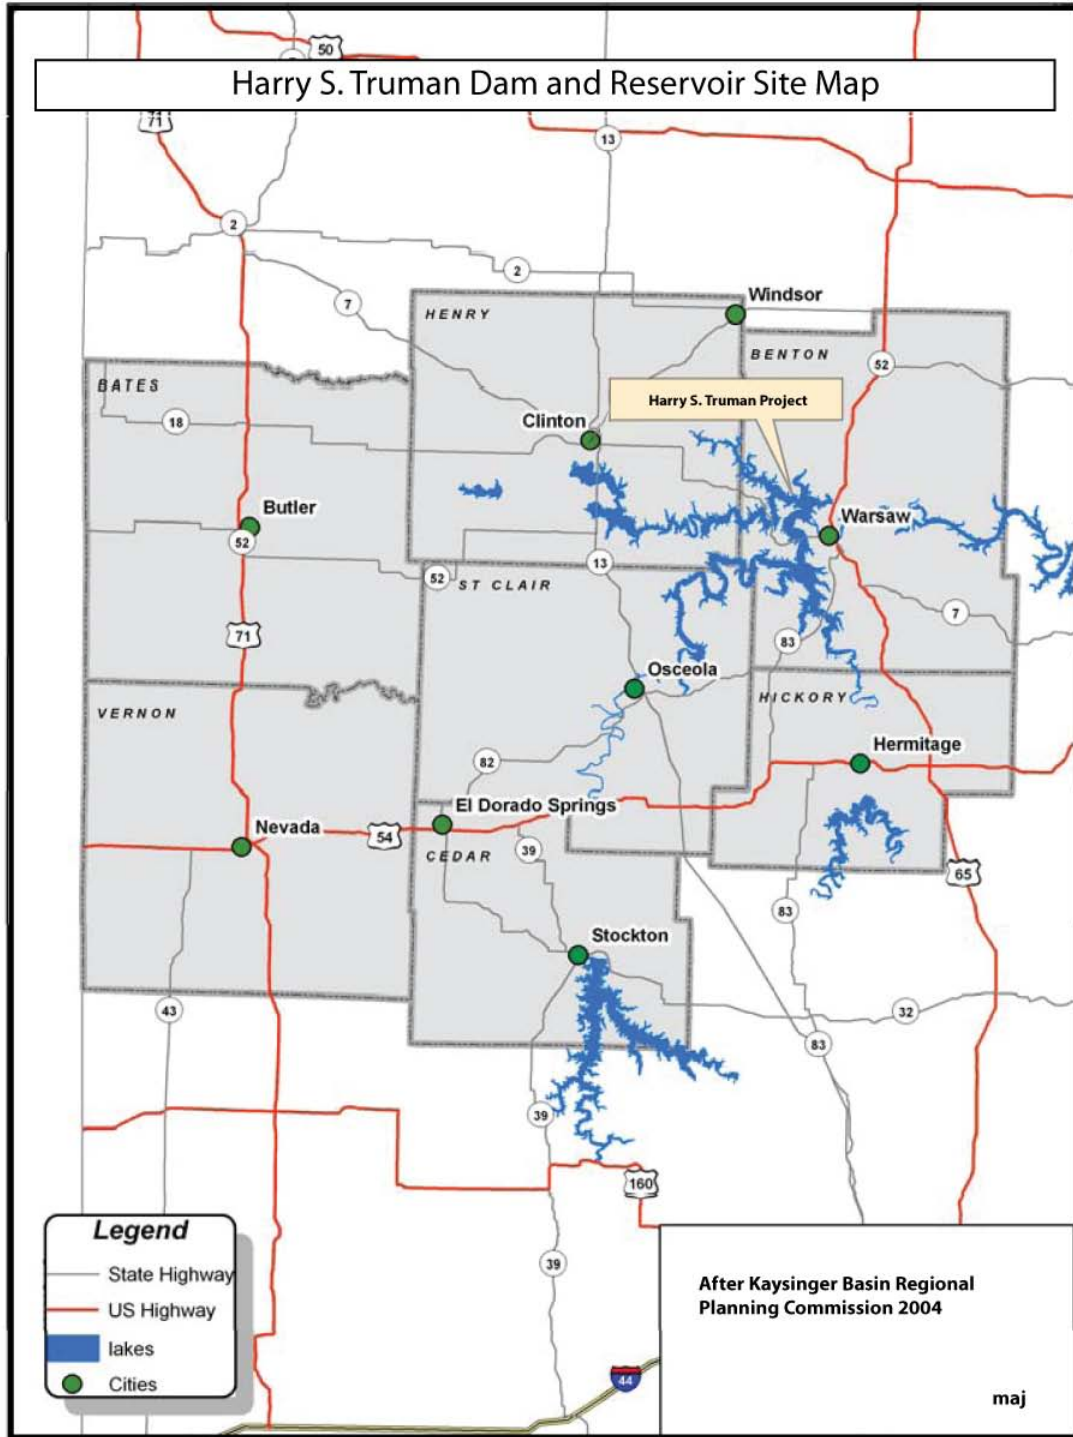 50
Harry S. Truman Dam and Reservoir Site Map
71
13
2
2
7
Windsor
HENRY
BENTON
52
BATES
Harry S. Truman Project
18
Clinton
Butler
Warsaw
52
13
52
ST CLAIR
7
71
83
Osceola
HICKORY
VERNON
Hermitage
82
El Dorado Springs
Nevada
54
39
CEDAR
65
83
Stockton
43
32
83
39
160
Legend
State Highway
US Highway
lakes
Cities
39
After Kaysinger Basin Regional
Planning Commission 2004
44
maj